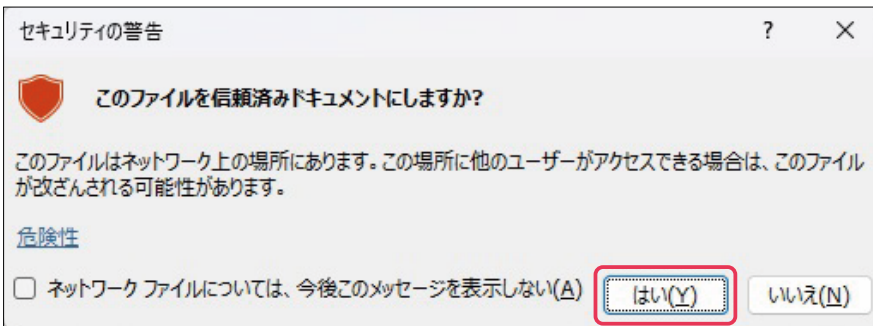 セキュリティの警告
?
×
このファイルを信頼済みドキュメントにしますか?
このファイルはネットワーク上の場所にあります。この場所に他のユーザーがアクセスできる場合は、このファイル
が改ざんされる可能性があります。
危険性
ネットワーク ファイルについては、今後このメッセージを表示しない(A)
はい(Y)
いいえ(N)